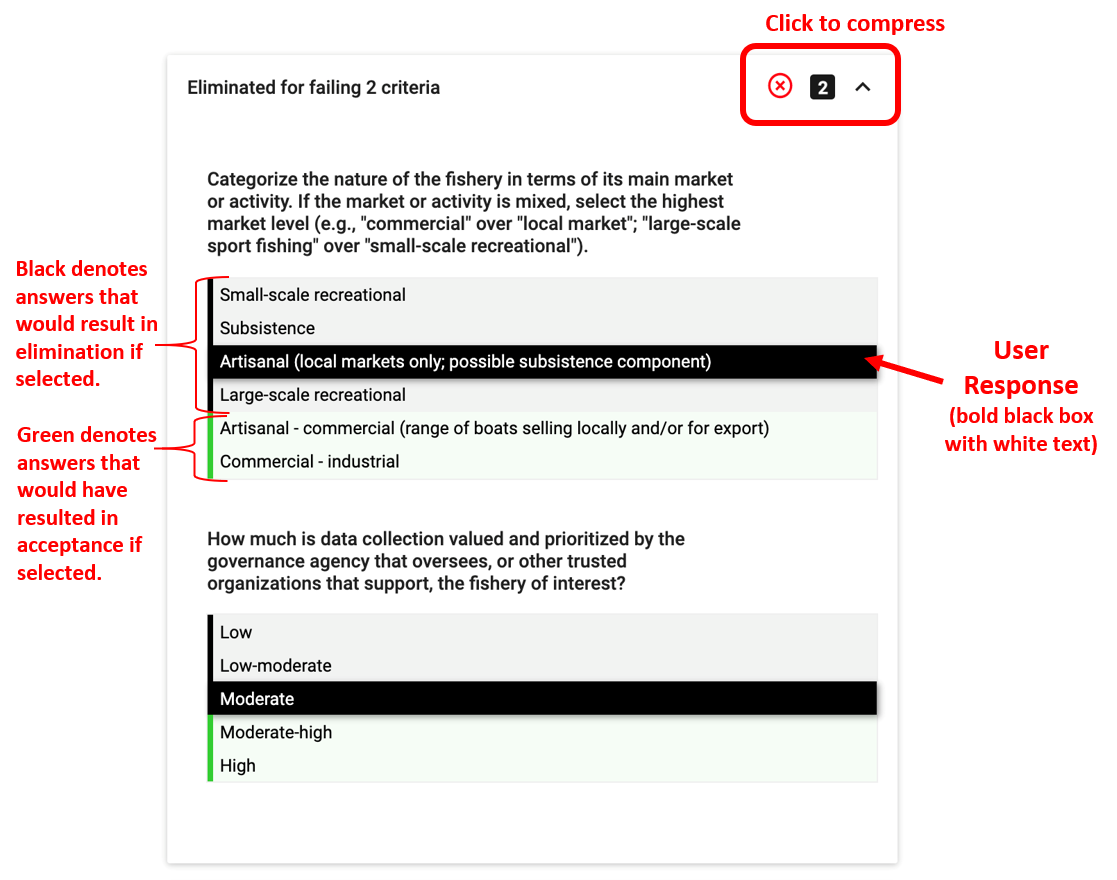 Click to compress
Eliminated for failing 2 criteria
2
Categorize the nature of the fishery in terms of its main market
or activity. If the market or activity is mixed, select the highest
market level (e.g., "commercial" over "local market"; "large-scale
sport fishing" over "small-scale recreational").
Black denotes
answers that
would result in
elimination if
selected.
Small-scale recreational
Subsistence
Artisanal (local markets only; possible subsistence component)
Large-scale recreational
Artisanal - commercial (range of boats selling locally and/or for export)
Commercial - industrial
User
Response
(bold black box
with white text)
Green denotes
answers that
would have
resulted in
acceptance if
selected.
How much is data collection valued and prioritized by the
governance agency that oversees, or other trusted
organizations that support, the fishery of interest?
Low
Low-moderate
Moderate
Moderate-high
High